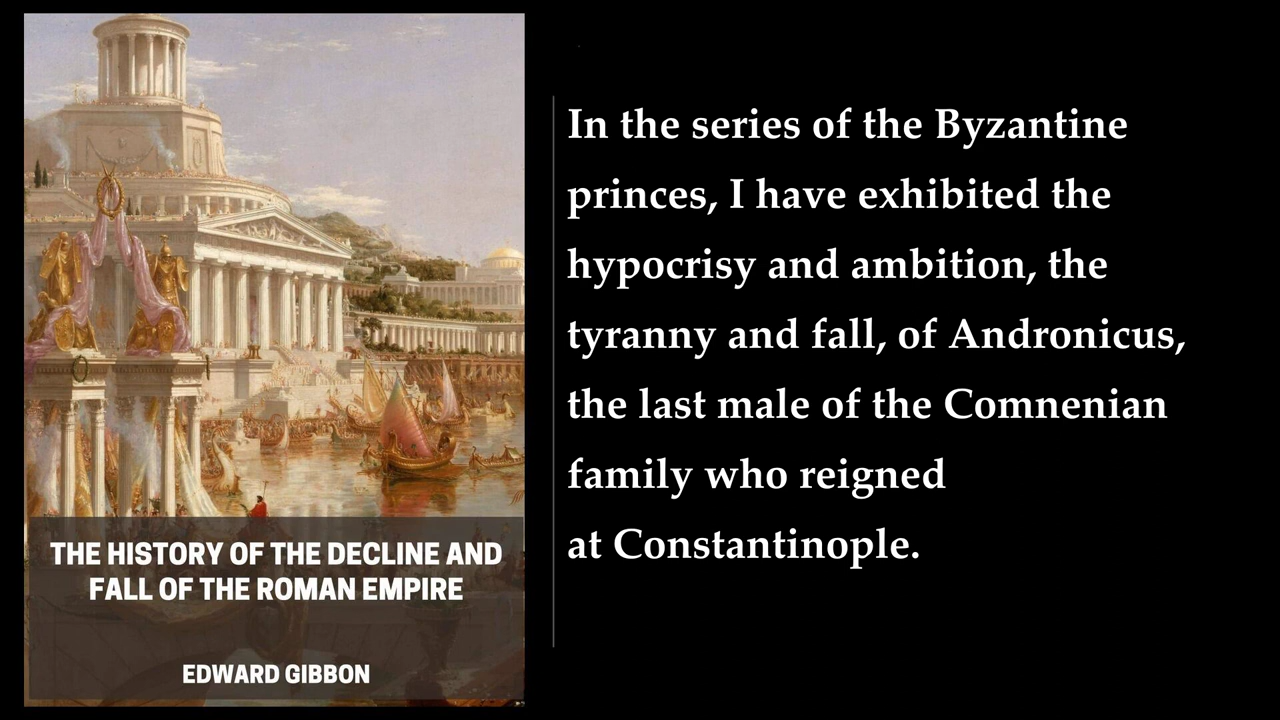 THE HISTORY OF THE DECLINE AND
FALL OF THE ROMAN EMPIRE
EDWARD GIBBON
In the series of the Byzantine
princes, I have exhibited the
hypocrisy and ambition, the
tyranny and fall, of Andronicus,
the last male of the Comnenian
family who reigned
at Constantinople.